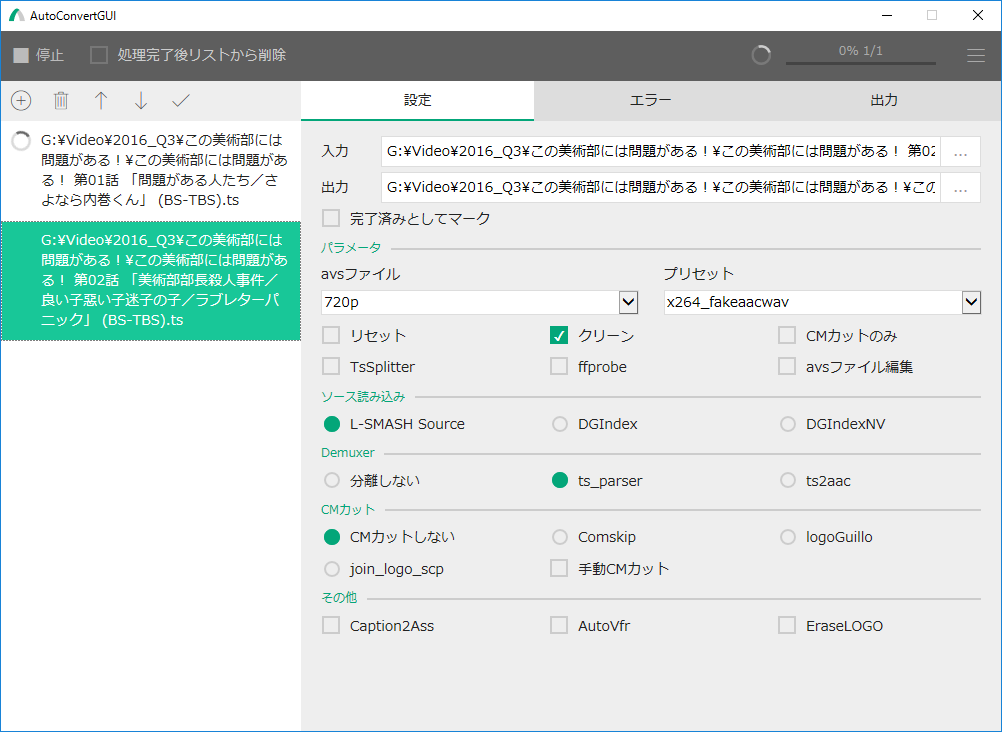 AutoConvertGUI
停止
処理完了後リストから削除
0% 1/1
設定
エラー
出力
G:¥Video¥2016_Q3¥この美術部には
問題がある！¥この美術部には問題があ
る！ 第01話 「問題がある人たち／さ
よなら内巻くん」 (BS-TBS).ts
G:¥Video¥2016_Q3¥この美術部には
問題がある！¥この美術部には問題があ
る！ 第02話 「美術部部長殺人事件／
良い子悪い子迷子の子／ラブレターパ
ニック」 (BS-TBS).ts
入力
G:¥Video¥2016_Q3¥この美術部には問題がある！¥この美術部には問題がある！ 第02
...
出力
G:¥Video¥2016_Q3¥この美術部には問題がある！¥この美術部には問題がある！¥この
...
完了済みとしてマーク
パラメータ
avsファイル
プリセット
720p
x264_fakeaacwav
リセット
クリーン
CMカットのみ
TsSplitter
ffprobe
avsファイル編集
ソース読み込み
L-SMASH Source
DGIndex
DGIndexNV
Demuxer
分離しない
ts_parser
ts2aac
CMカット
CMカットしない
Comskip
logoGuillo
join_logo_scp
手動CMカット
その他
Caption2Ass
AutoVfr
EraseLOGO